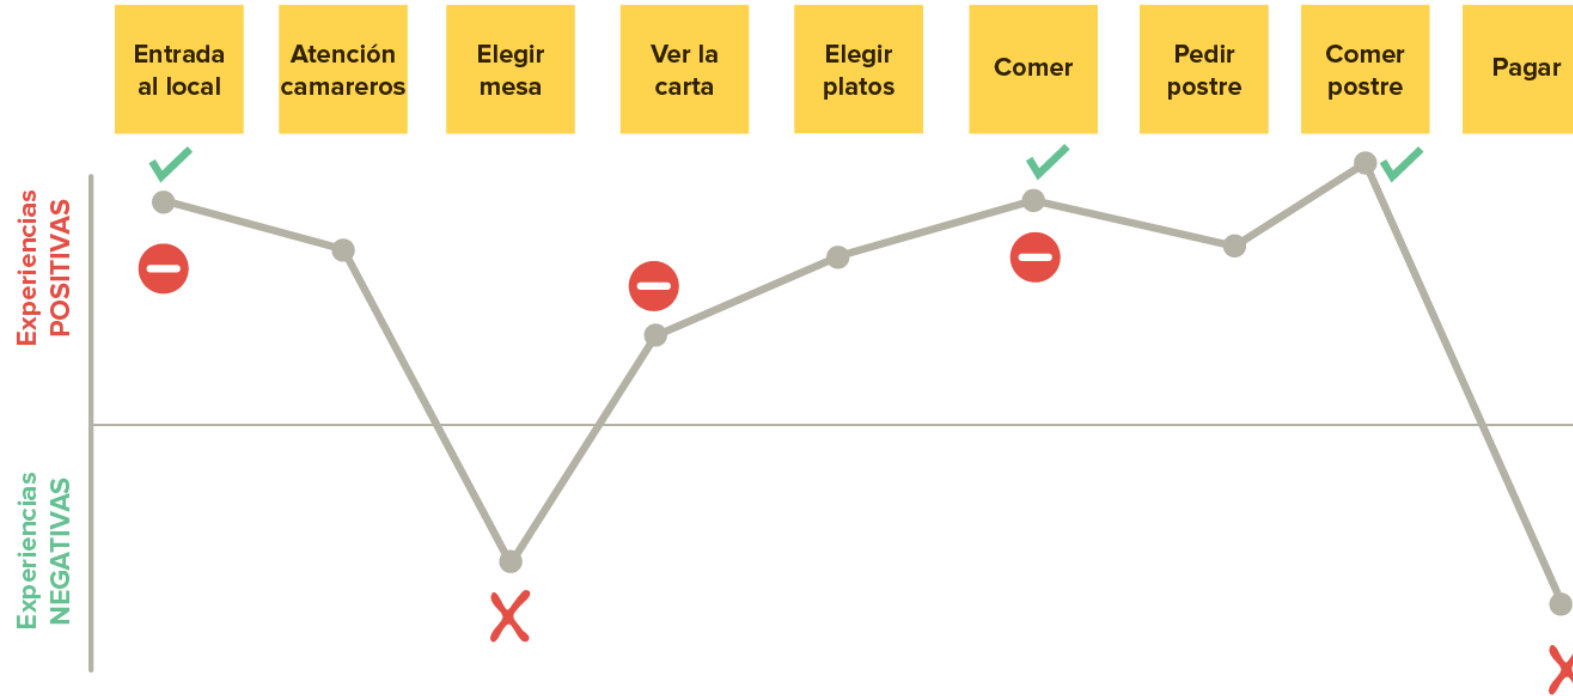 Entrada
al local
Atención
camareros
Elegir
mesa
Ver la
carta
Elegir
platos
Comer
Pedir
postre
Comer
postre
Pagar
Experiencias
POSITIVAS
Experiencias
NEGATIVAS